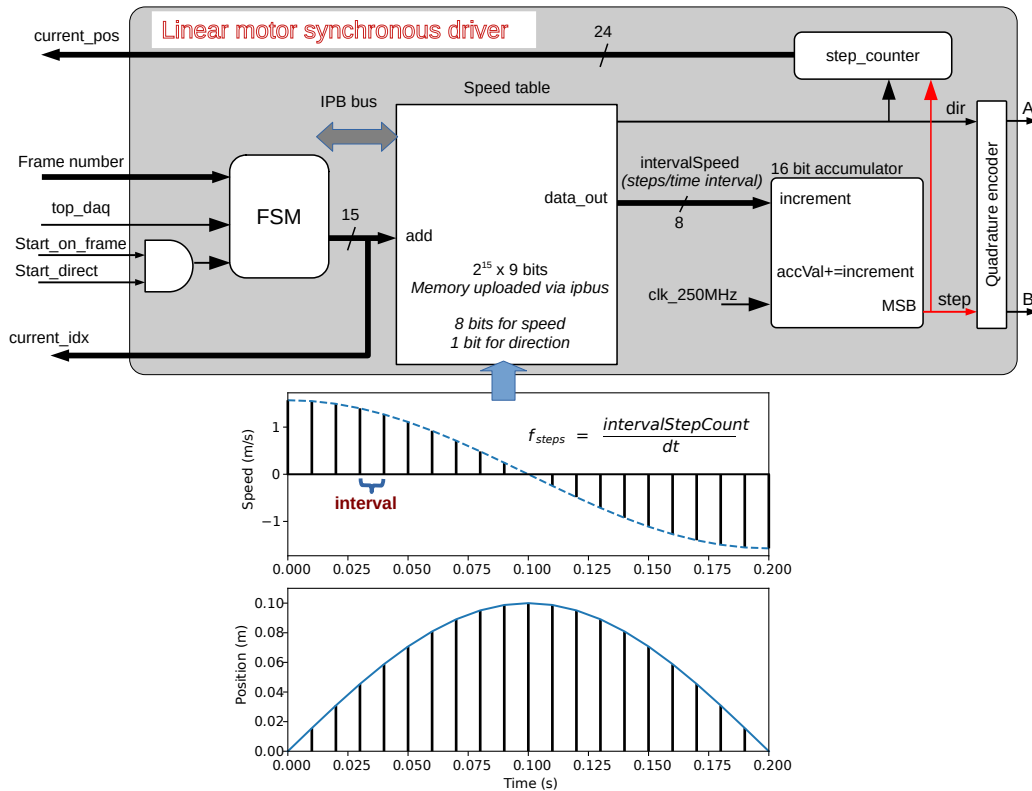 Linear motor synchronous driver
current_pos
24
step_counter
Speed table
IPB bus
dir
A
Frame number
intervalSpeed
(steps/time interval)
16 bit accumulator
FSM
data_out
increment
8
top_daq
15
Start_on_frame
add
Start_direct
2¹⁵ x 9 bits
Memory uploaded via ipbus
accVal+=increment
clk_250MHz
MSB
step
B
Quadrature encoder
8 bits for speed
1 bit for direction
current_idx
f_steps = intervalStepCount
dt
Speed (m/s)
1
0
−1
interval
0.000 0.025 0.050 0.075 0.100 0.125 0.150 0.175 0.200
Position (m)
0.10
0.08
0.06
0.04
0.02
0.00
0.000 0.025 0.050 0.075 0.100 0.125 0.150 0.175 0.200
Time (s)